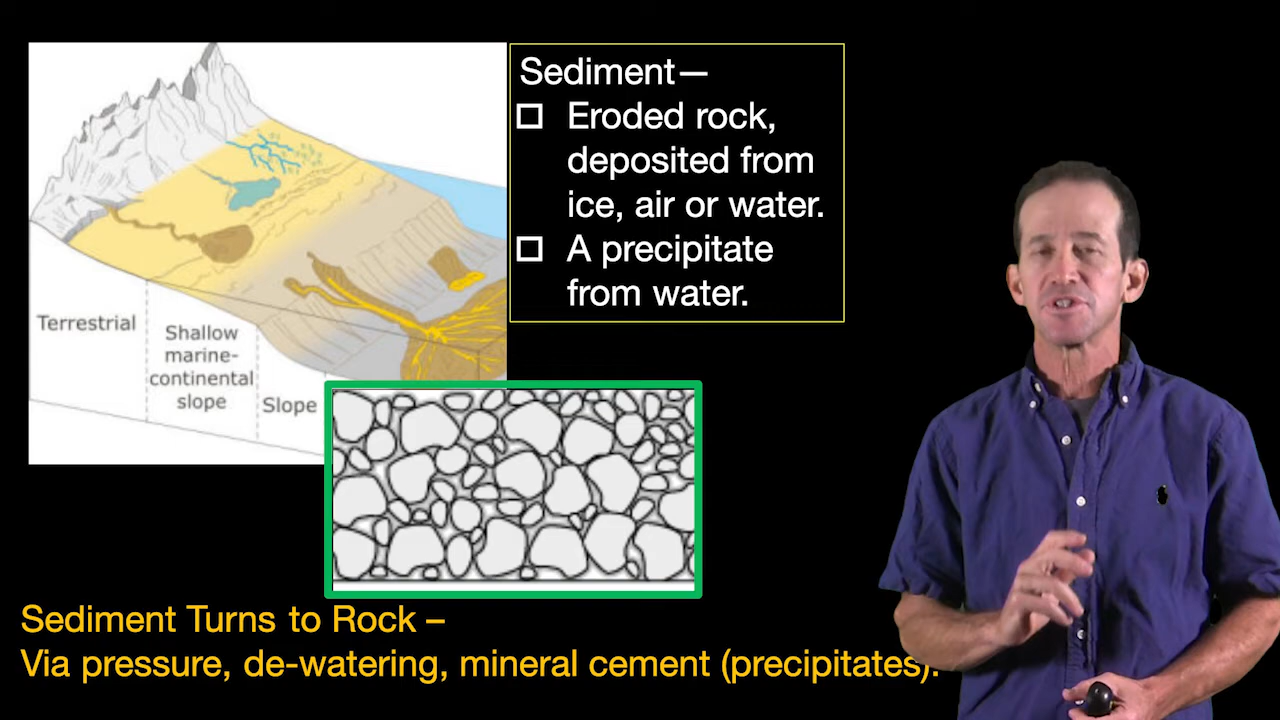 Sediment—
Eroded rock,
deposited from
ice, air or water.
A precipitate
from water.
Terrestrial
Shallow
marine-
continental
slope
Slope
Sediment Turns to Rock –
Via pressure, de-watering, mineral cement (precipitates).